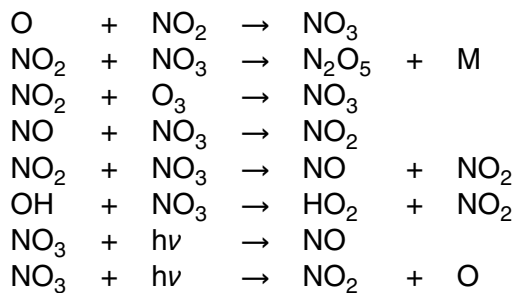 O + NO₂ → NO₃
NO₂ + NO₃ → N₂O₅ + M
NO₂ + O₃ → NO₃
NO + NO₃ → NO₂
NO₂ + NO₃ → NO + NO₂
OH + NO₃ → HO₂ + NO₂
NO₃ + hν → NO
NO₃ + hν → NO₂ + O